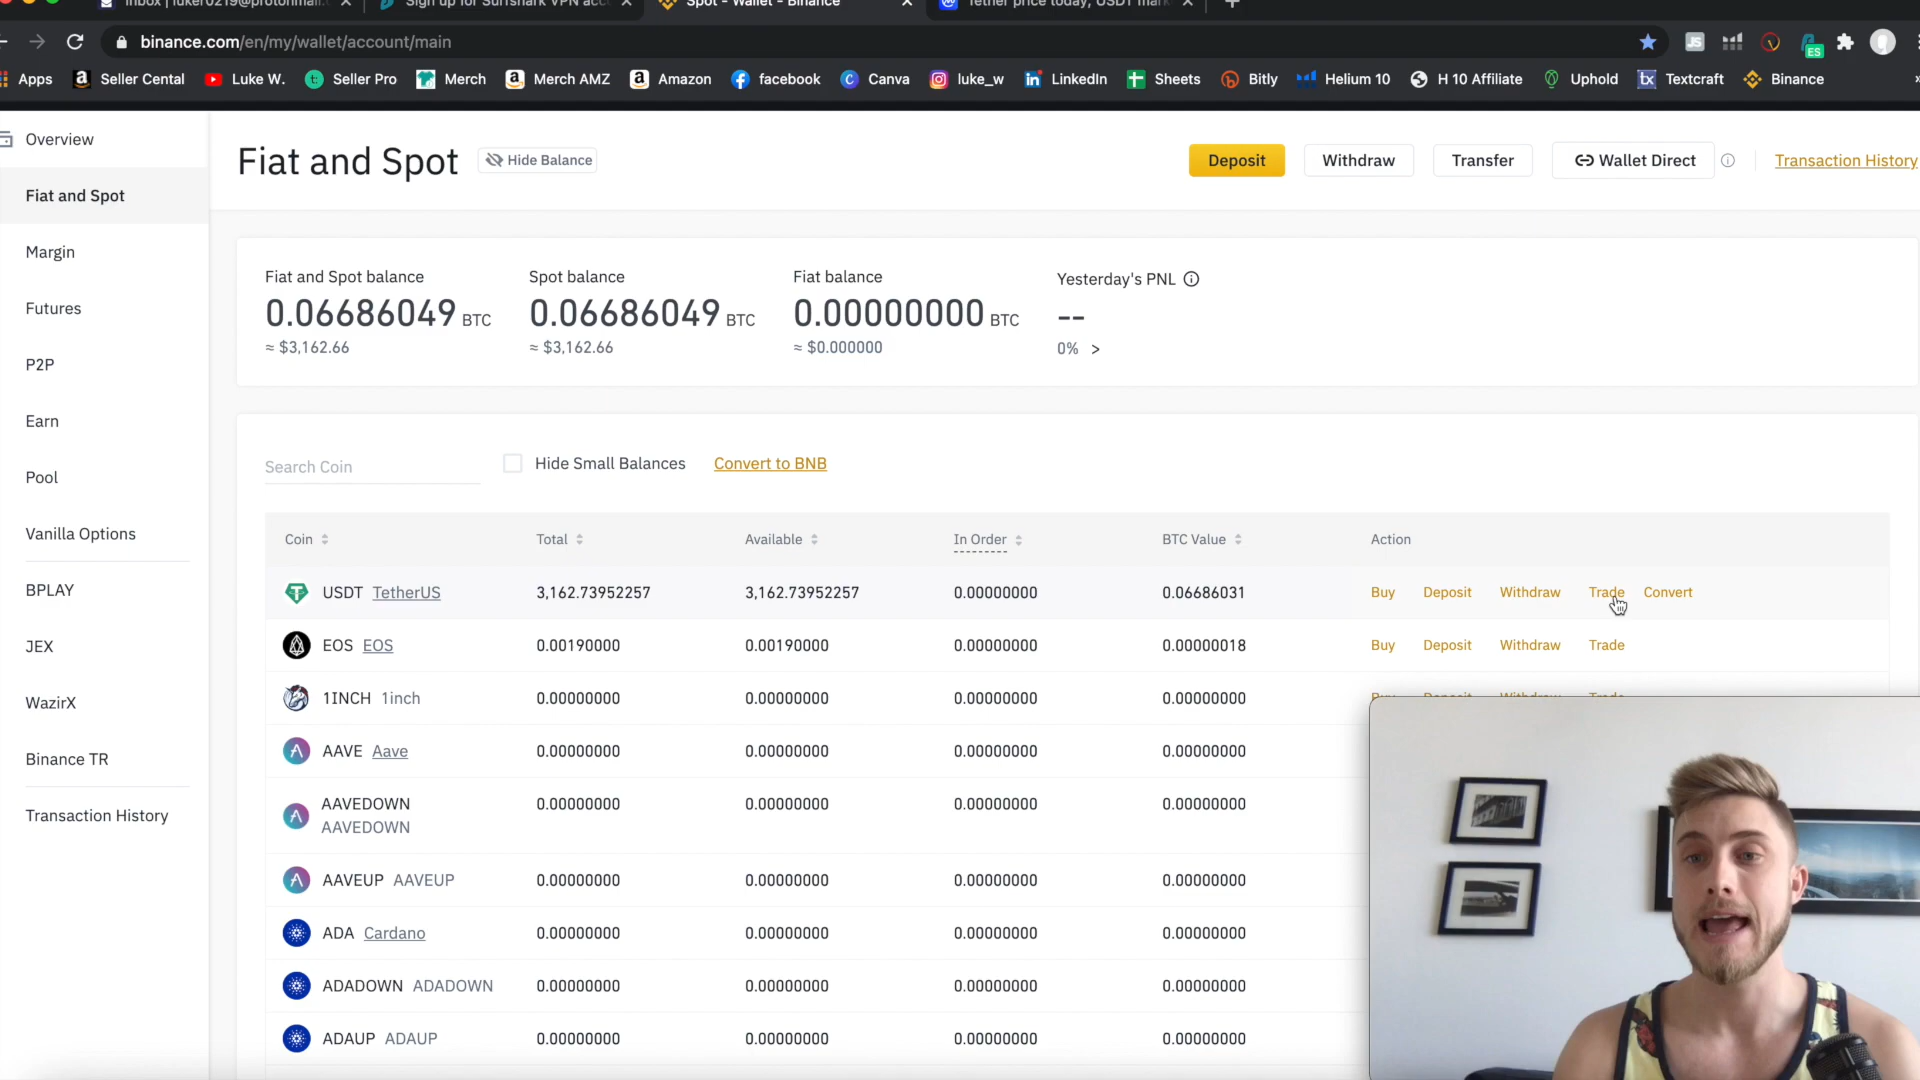 Spot - Wallet - Binance
binance.com/en/my/wallet/account/main
ES
Apps
Seller Cental
Luke W.
Seller Pro
Merch
Merch AMZ
Amazon
facebook
Canva
luke_w
LinkedIn
Sheets
Bitly
Helium 10
H 10 Affiliate
Uphold
Textcraft
Binance
Overview
Fiat and Spot
Margin
Futures
P2P
Earn
Pool
Vanilla Options
BPLAY
JEX
WazirX
Binance TR
Transaction History
Fiat and Spot
Hide Balance
Deposit
Withdraw
Transfer
Wallet Direct
Transaction History
Fiat and Spot balance
0.06686049 BTC
≈ $3,162.66
Spot balance
0.06686049 BTC
≈ $3,162.66
Fiat balance
0.00000000 BTC
≈ $0.000000
Yesterday's PNL
--
0% >
Search Coin
Hide Small Balances
Convert to BNB
Coin Total Available In Order BTC Value Action
USDT TetherUS 3,162.73952257 3,162.73952257 0.00000000 0.06686031 Buy Deposit Withdraw Trade Convert
EOS EOS 0.00190000 0.00190000 0.00000000 0.00000018 Buy Deposit Withdraw Trade
1INCH 1inch 0.00000000 0.00000000 0.00000000 0.00000000 Buy Deposit Withdraw Trade
AAVE Aave 0.00000000 0.00000000 0.00000000 0.00000000
AAVEDOWN 0.00000000 0.00000000 0.00000000 0.00000000
AAVEDOWN
AAVEUP AAVEUP 0.00000000 0.00000000 0.00000000 0.00000000
ADA Cardano 0.00000000 0.00000000 0.00000000 0.00000000
ADADOWN ADADOWN 0.00000000 0.00000000 0.00000000 0.00000000
ADAUP ADAUP 0.00000000 0.00000000 0.00000000 0.00000000